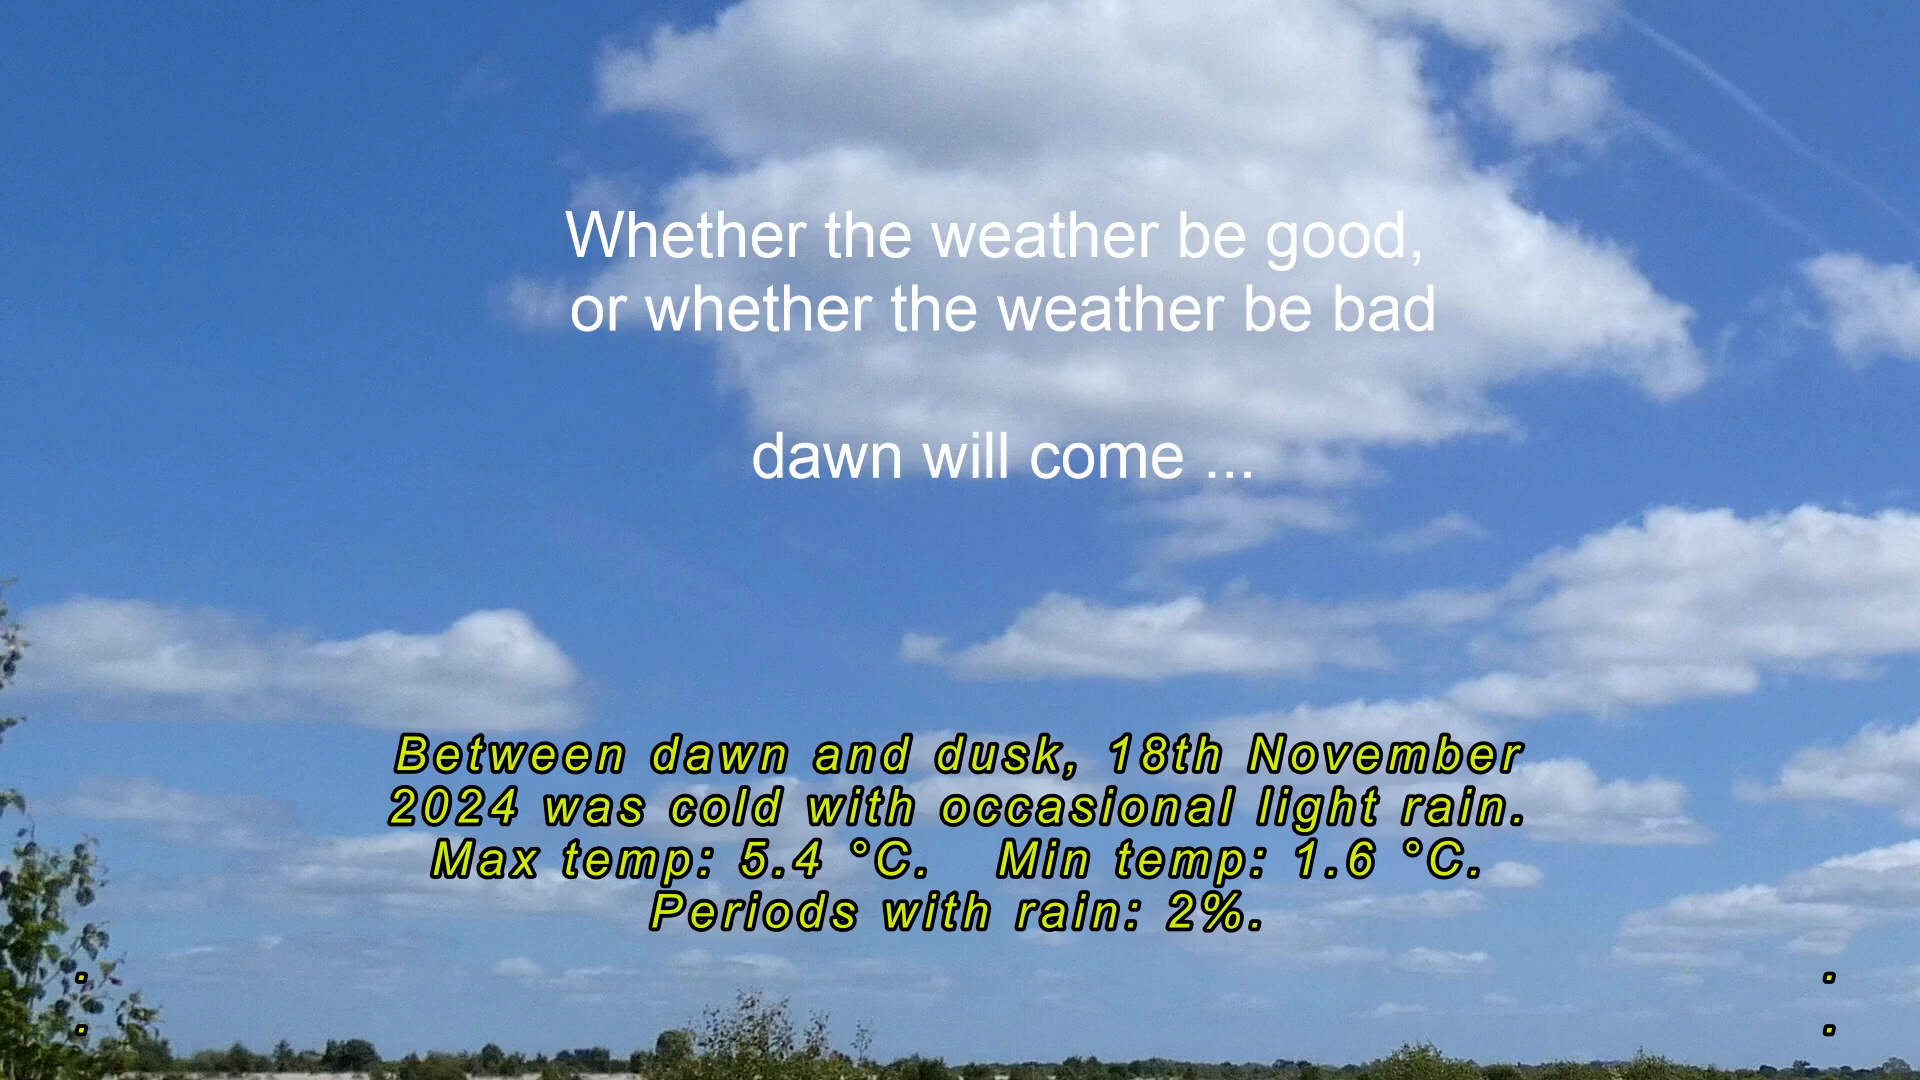 Whether the weather be good,
or whether the weather be bad
dawn will come ...
Between dawn and dusk, 18th November
2024 was cold with occasional light rain.
Max temp: 5.4 °C. Min temp: 1.6 °C.
Periods with rain: 2%.
. .
. .